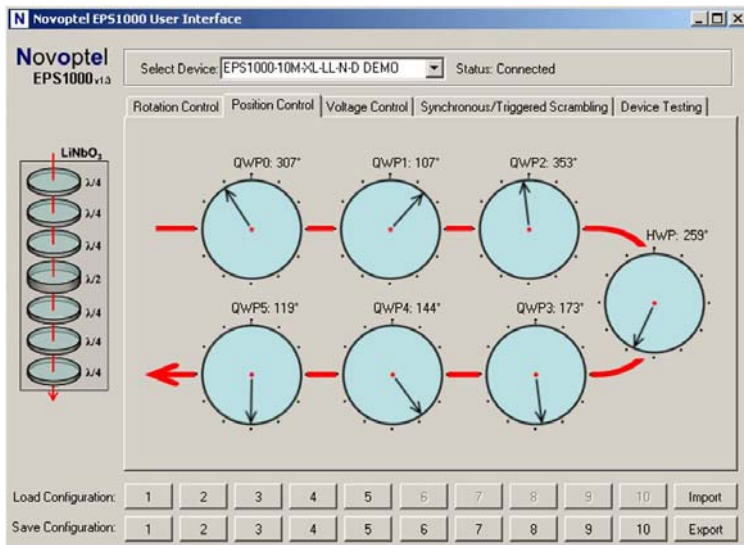 Novoptel EPS1000 User Interface
Novoptel
EPS1000 v1.3
Select Device: EPS1000-10M-XL-LL-N-D DEMO Status: Connected
Rotation Control Position Control Voltage Control Synchronous/Triggered Scrambling Device Testing
LiNbO3
λ/4
λ/4
λ/4
λ/2
λ/4
λ/4
λ/4
QWP0: 307° QWP1: 107° QWP2: 353°
HWP: 259°
QWP5: 119° QWP4: 144° QWP3: 173°
Load Configuration: 1 2 3 4 5 6 7 8 9 10 Import
Save Configuration: 1 2 3 4 5 6 7 8 9 10 Export